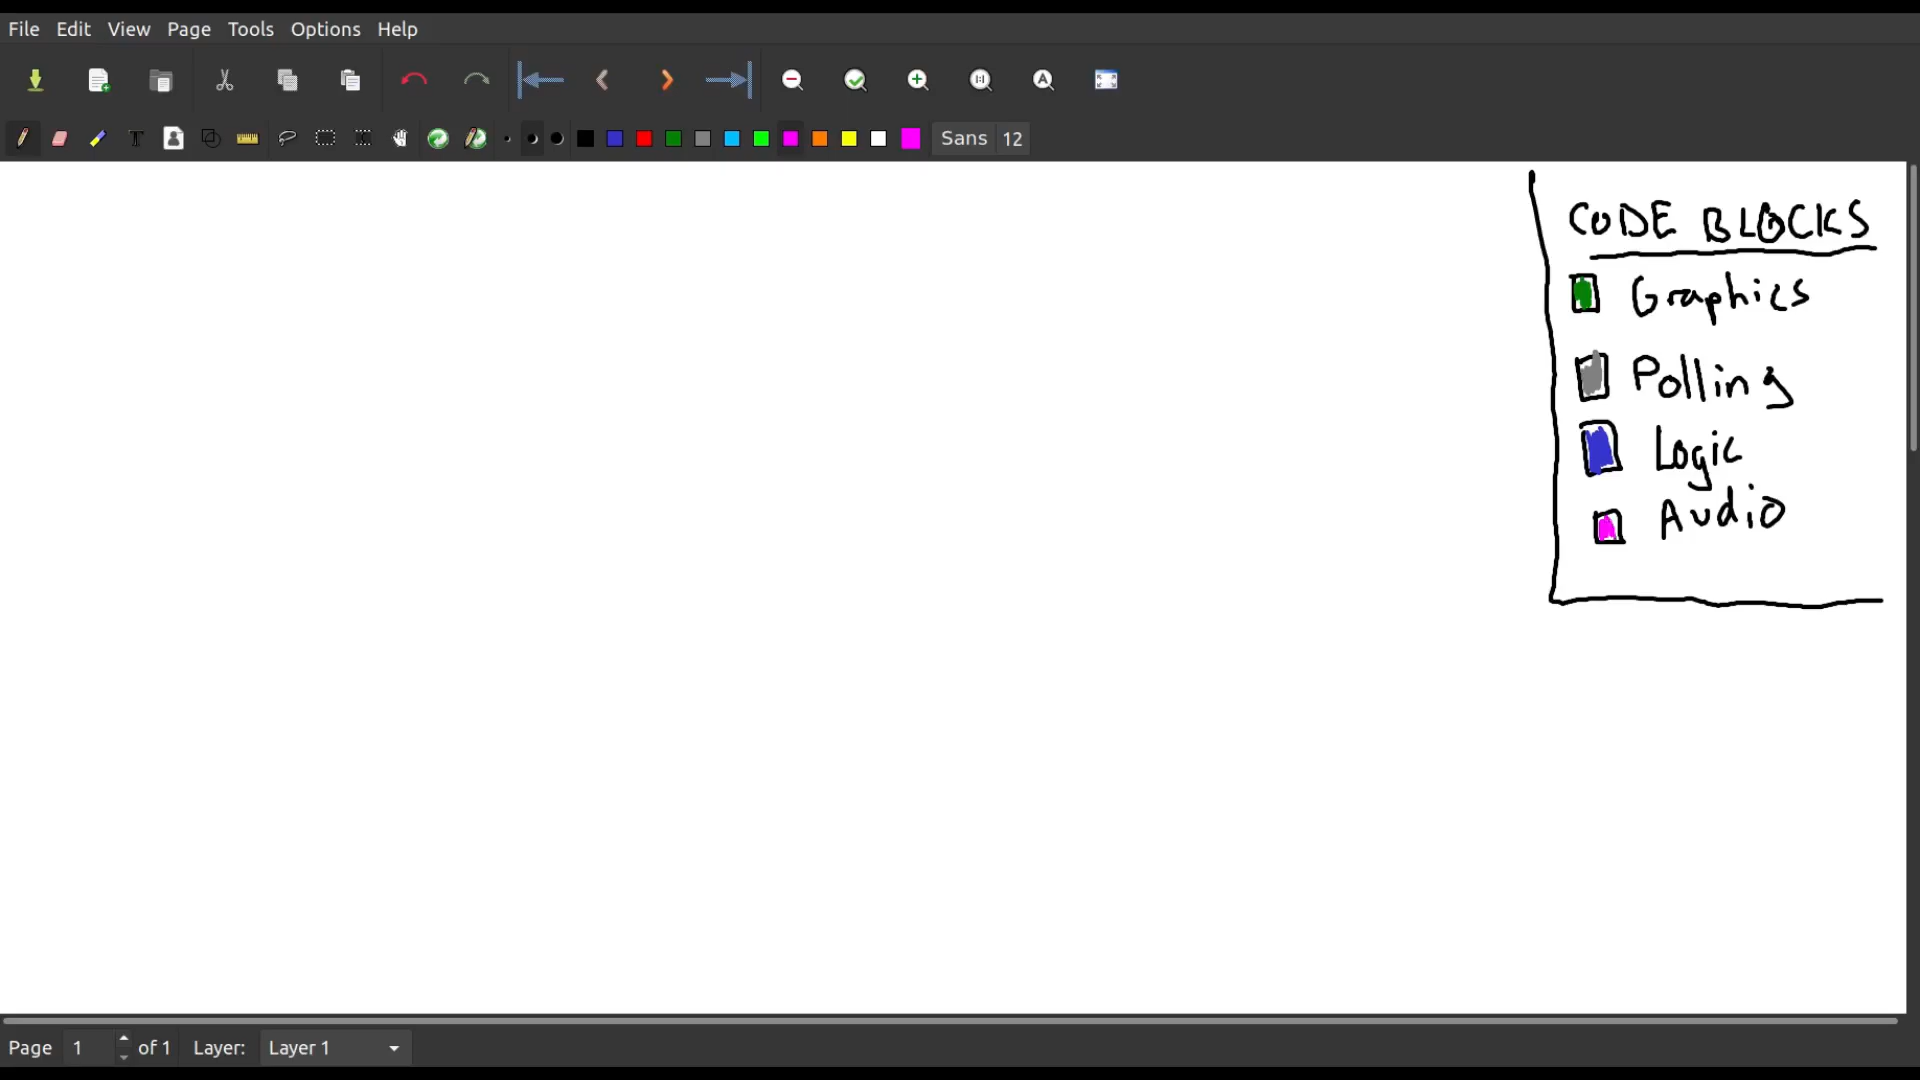 File Edit View Page Tools Options Help
Sans 12
CODE BLOCKS
Graphics
Polling
Logic
Audio
Page 1 of 1 Layer: Layer 1